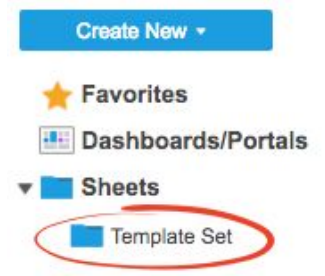 Create New
Favorites
Dashboards/Portals
Sheets
Template Set